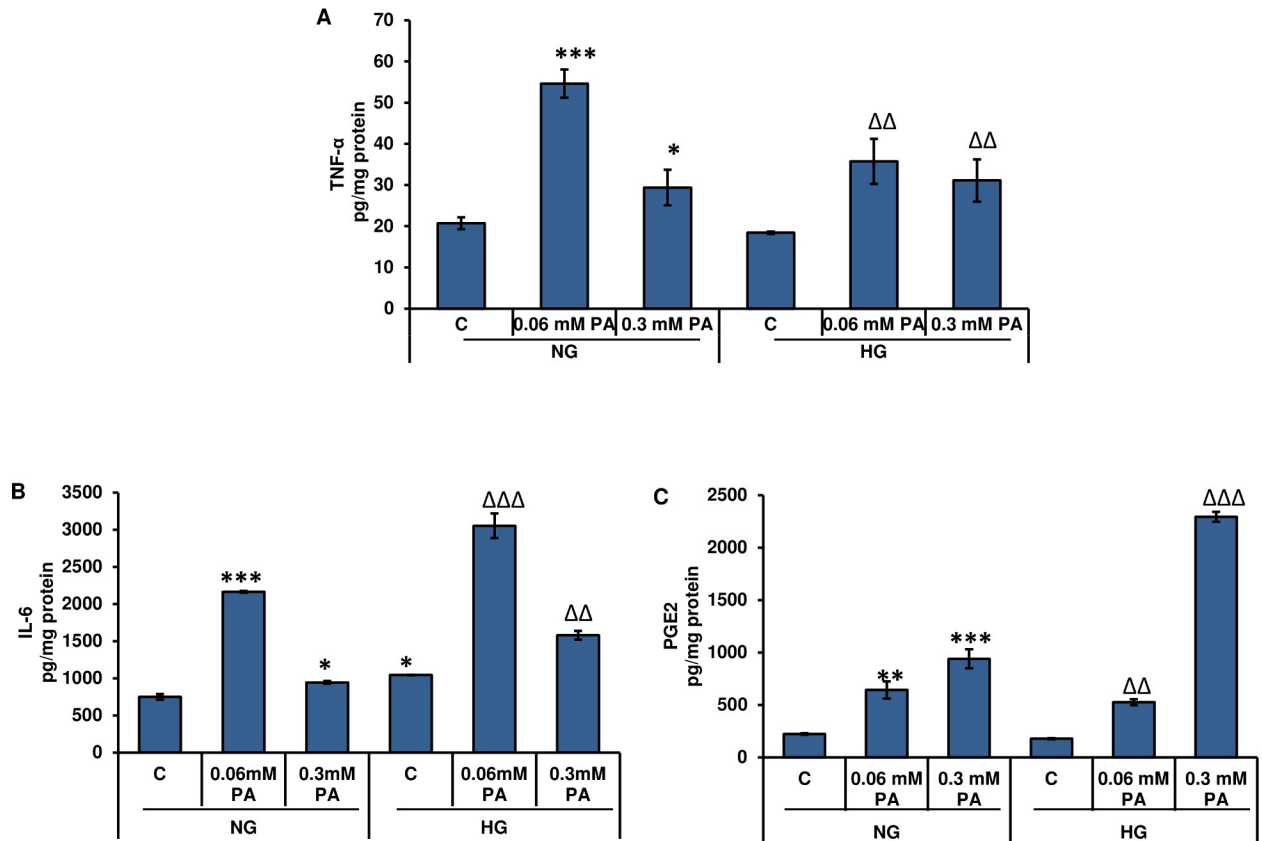 A
TNF-α
pg/mg protein
70
60
50
40
30
20
10
0
***
*
ΔΔ
ΔΔ
C
0.06 mM PA
0.3 mM PA
C
0.06 mM PA
0.3 mM PA
NG
HG
B
IL-6
pg/mg protein
3500
3000
2500
2000
1500
1000
500
0
***
*
*
ΔΔΔ
ΔΔ
C
0.06mM
PA
0.3mM
PA
C
0.06mM
PA
0.3mM
PA
NG
HG
C
PGE2
pg/mg protein
2500
2000
1500
1000
500
0
**
***
ΔΔ
ΔΔΔ
C
0.06 mM
PA
0.3 mM
PA
C
0.06 mM
PA
0.3 mM
PA
NG
HG